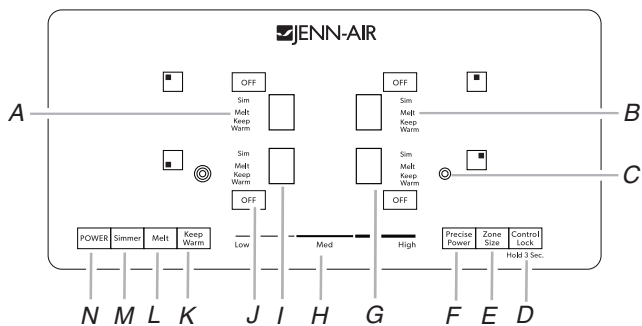 JENN-AIR
OFF OFF
A Sim Sim B
Melt Melt
Keep Warm Keep Warm
Sim Sim
Melt Melt C
Keep Warm Keep Warm
OFF OFF
POWER Simmer Melt Keep Warm Low Med High Precise Power Zone Size Control Lock
Hold 3 Sec.
N M L K J I H G F E D